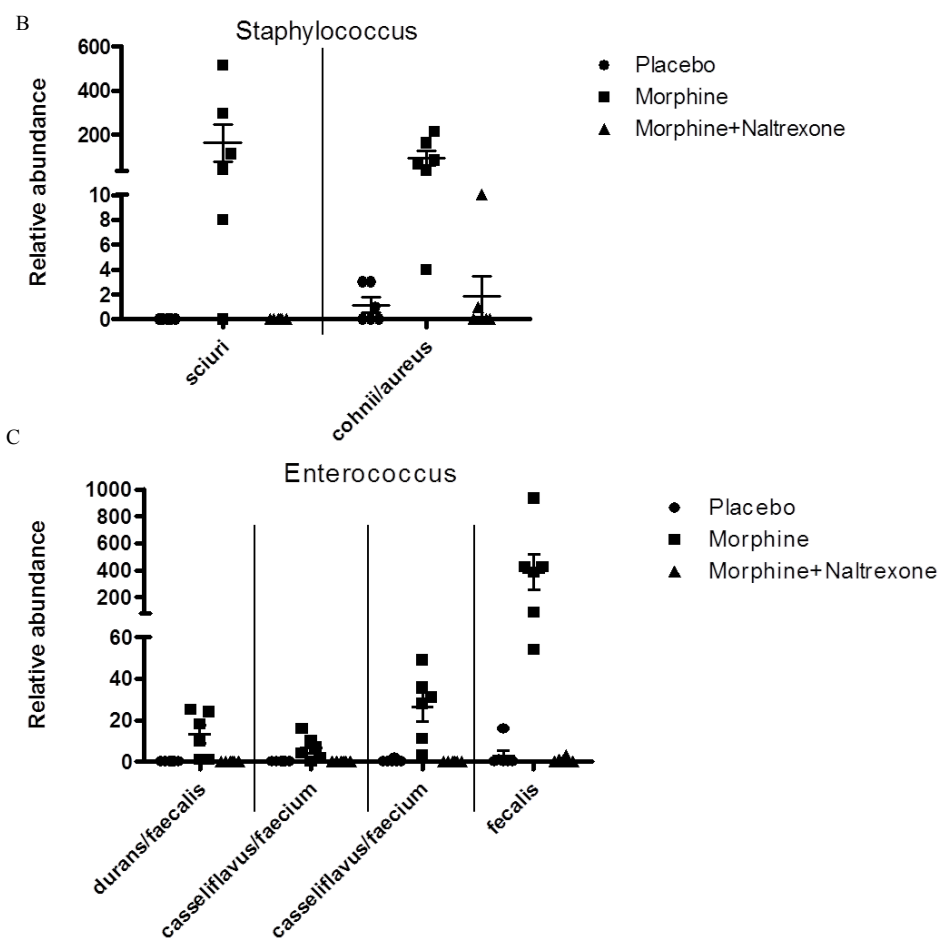 B
Staphylococcus
600
400
200
10
8
6
4
2
0
Relative abundance
sciuri
cohnii/aureus
Placebo
Morphine
Morphine+Naltrexone
C
Enterococcus
1000
800
600
400
200
60
40
20
0
Relative abundance
durans/faecalis
casseliflavus/faecium
casseliflavus/faecium
fecalis
Placebo
Morphine
Morphine+Naltrexone